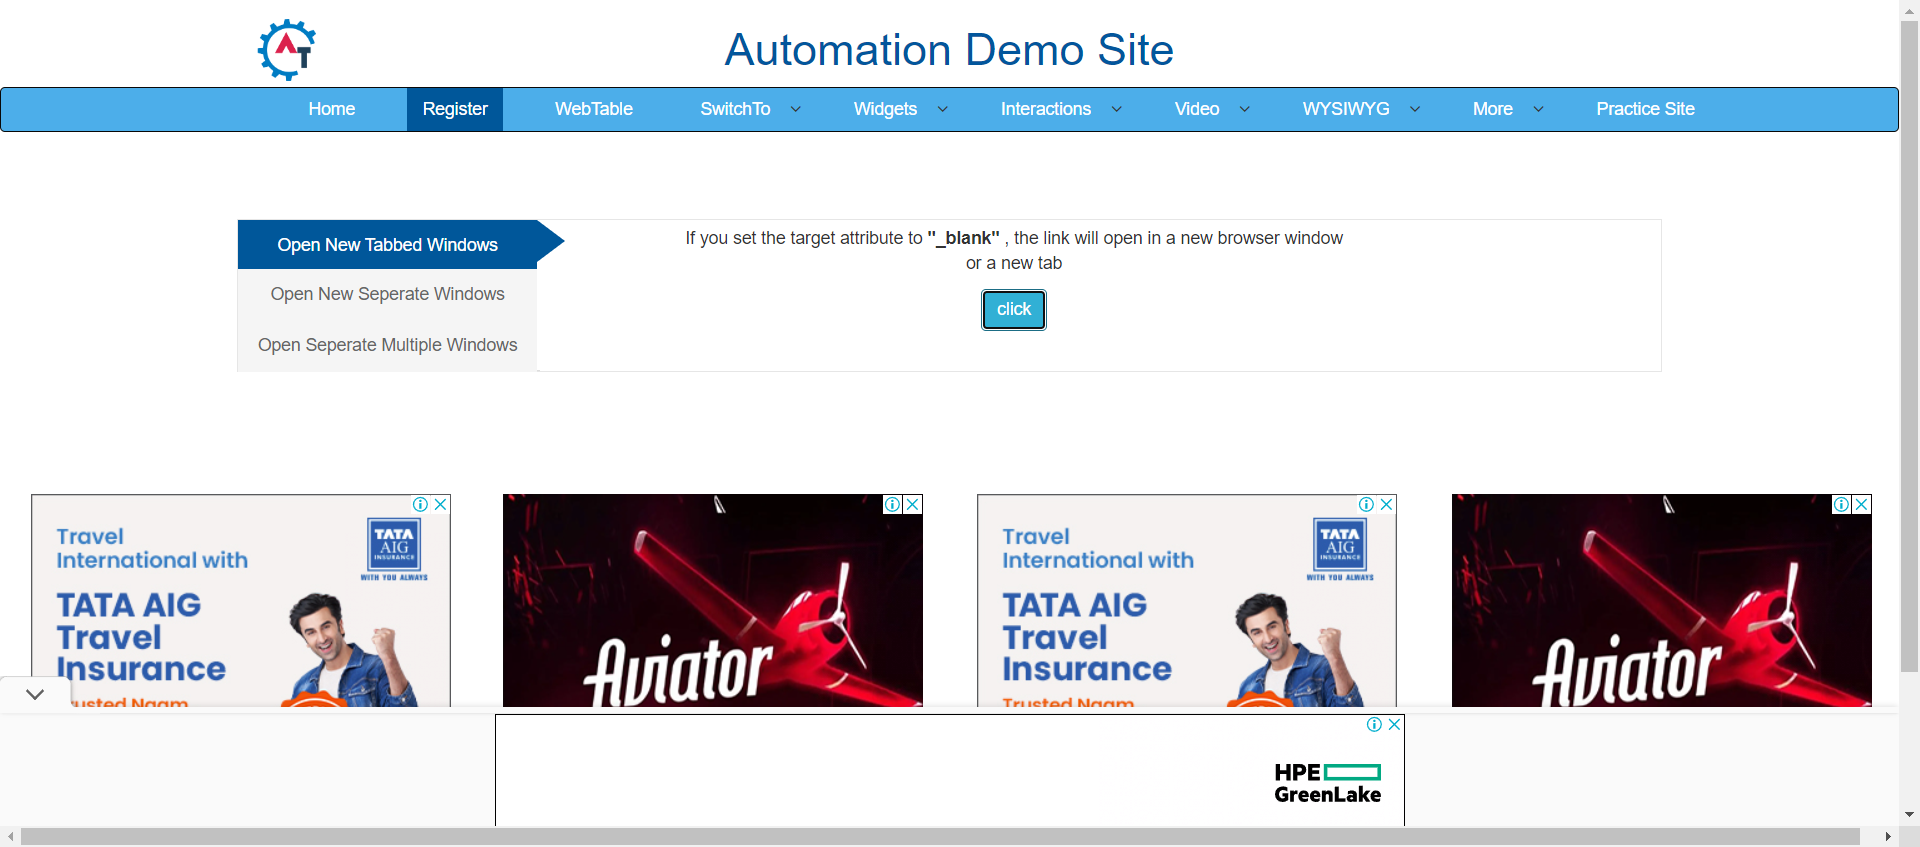 AT
Automation Demo Site
Home Register WebTable SwitchTo Widgets Interactions Video WYSIWYG More Practice Site
Open New Tabbed Windows
Open New Seperate Windows
Open Seperate Multiple Windows
If you set the target attribute to "_blank" , the link will open in a new browser window
or a new tab
click
Travel
International with
TATA AIG
Travel
Insurance
Trusted Naam
TATA
AIG
INSURANCE
WITH YOU ALWAYS
Aviator
Travel
International with
TATA AIG
Travel
Insurance
Trusted Naam
TATA
AIG
INSURANCE
WITH YOU ALWAYS
Aviator
HPE
GreenLake